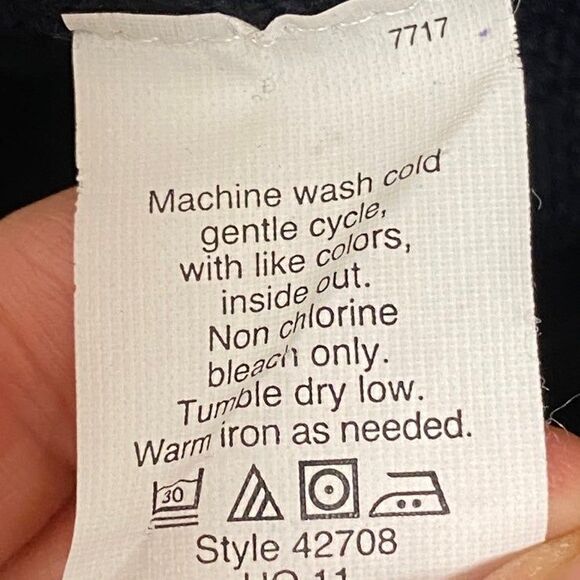 7717
Machine wash cold
gentle cycle,
with like colors,
inside out.
Non chlorine
bleach only.
Tumble dry low.
Warm iron as needed.
30
Style 42708